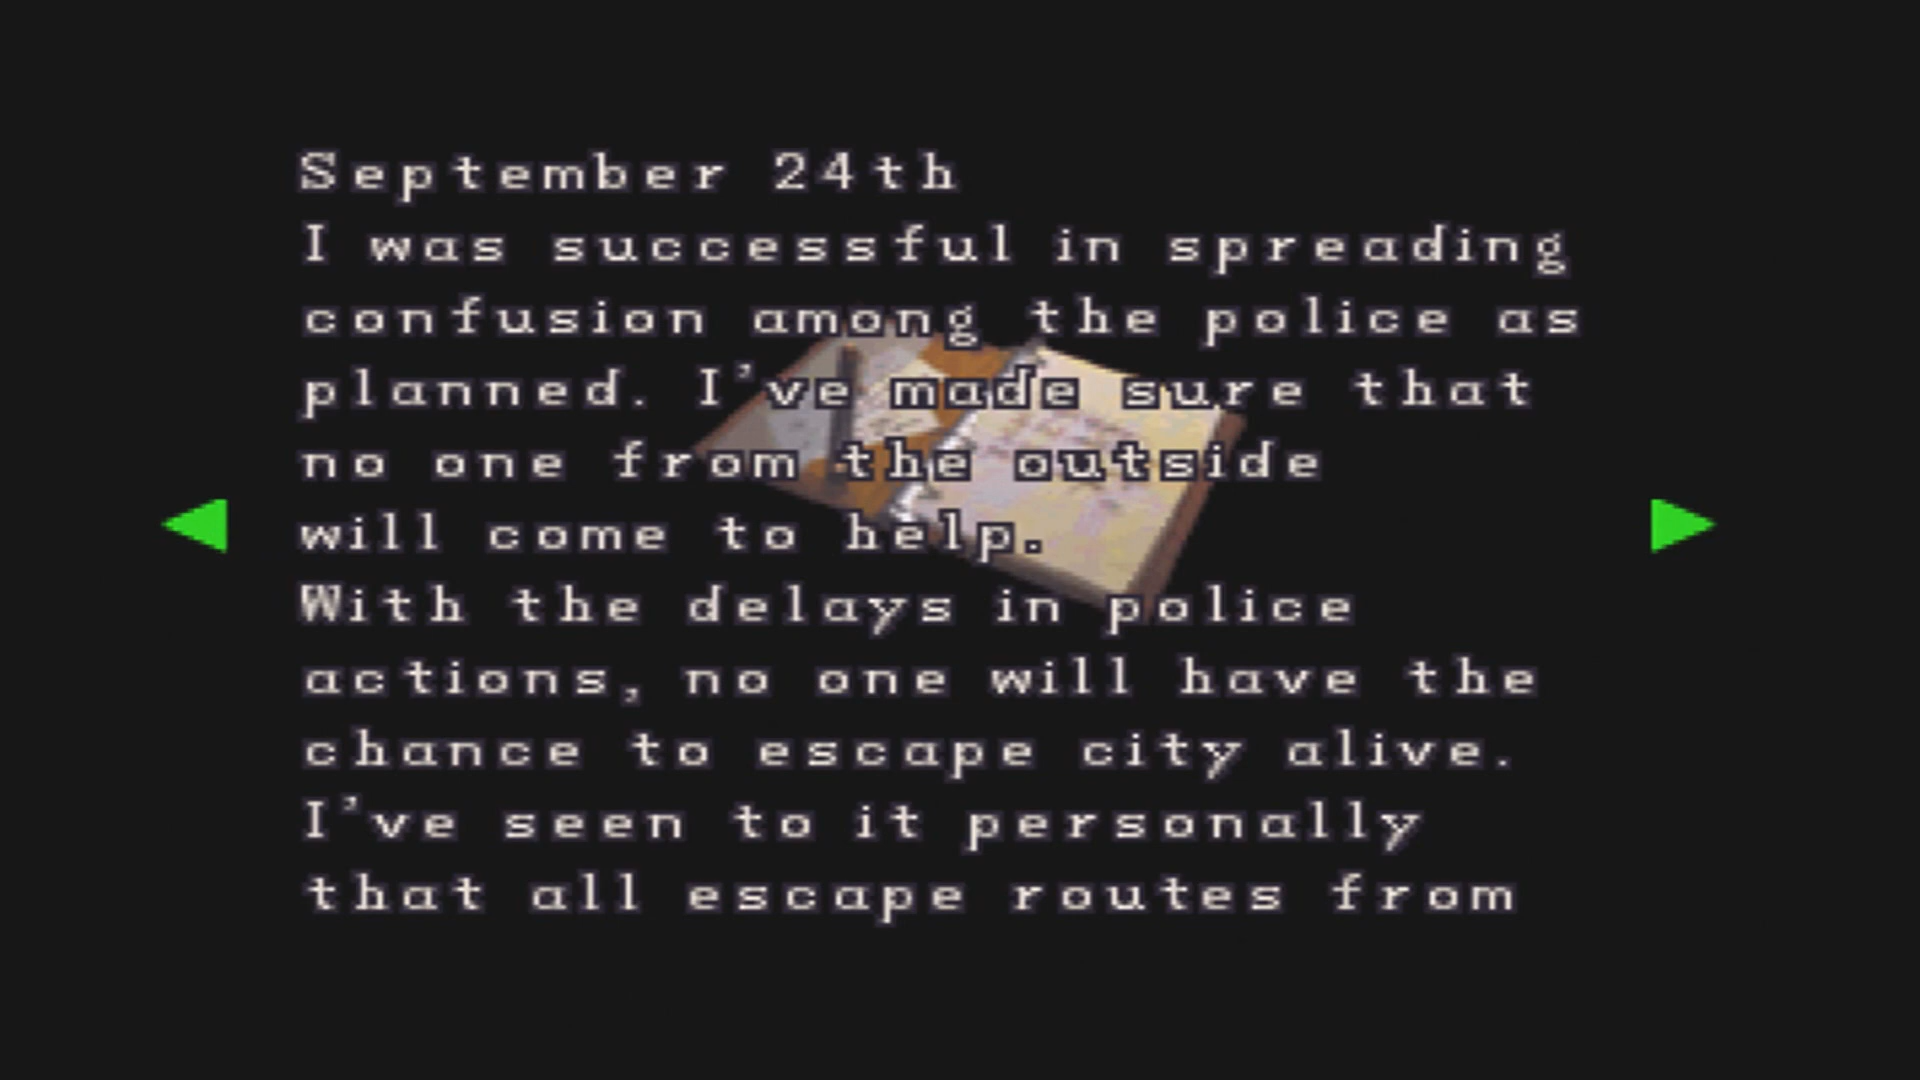 September 24th
I was successful in spreading
confusion among the police as
planned. I've made sure that
no one from the outside
will come to help.
With the delays in police
actions, no one will have the
chance to escape city alive.
I've seen to it personally
that all escape routes from